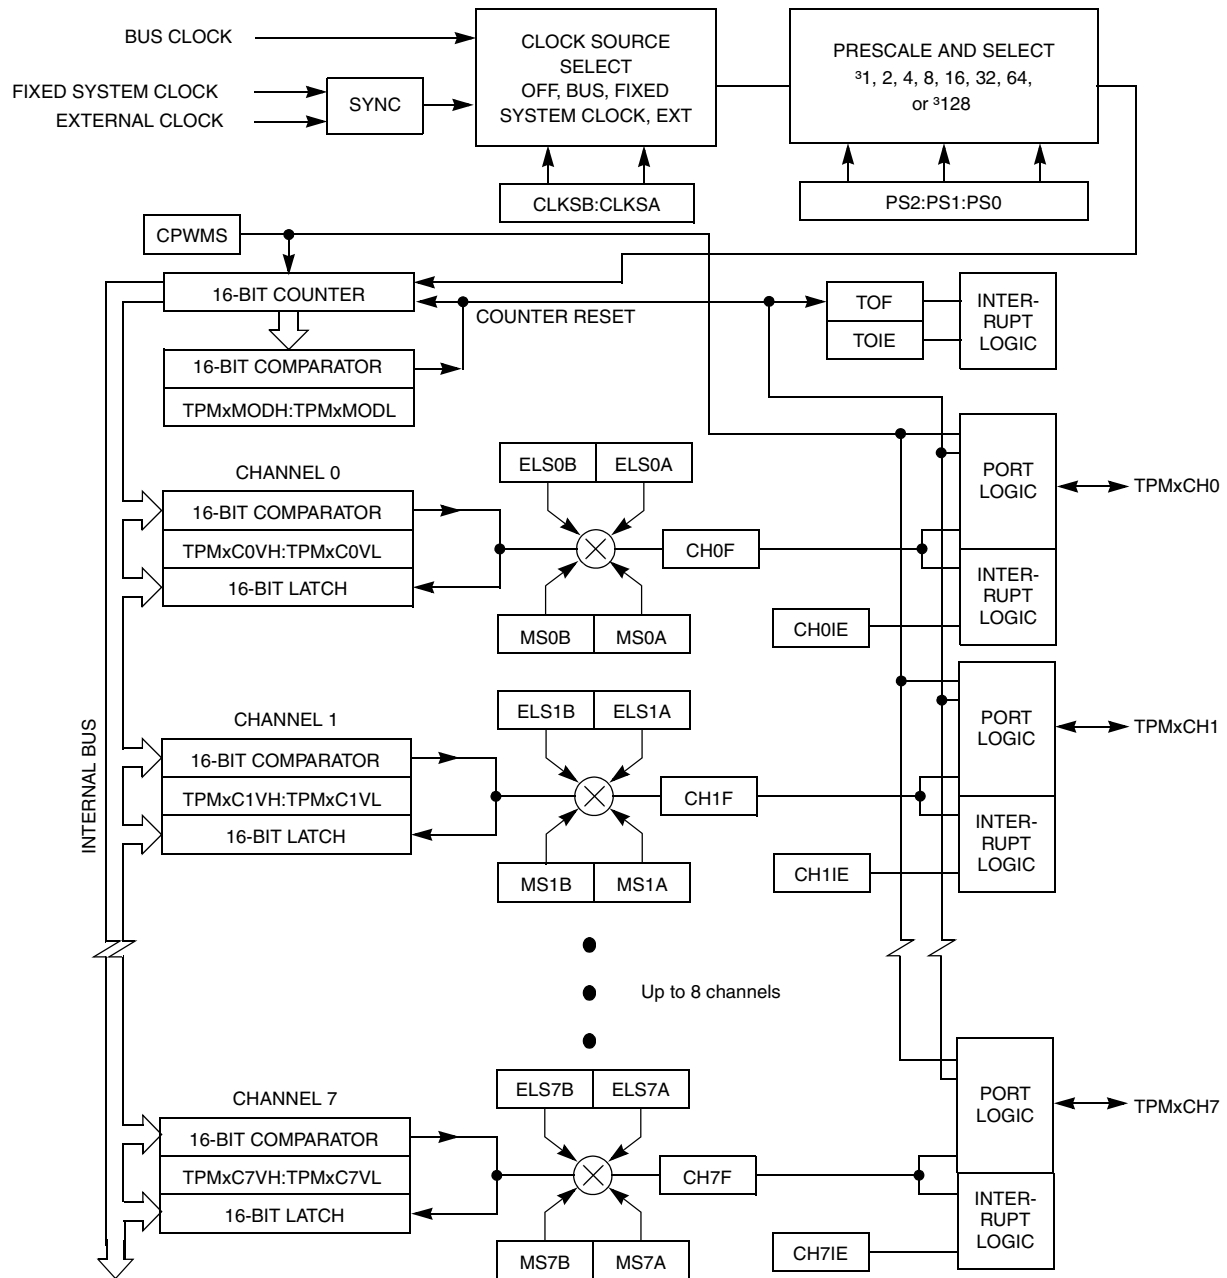 BUS CLOCK
FIXED SYSTEM CLOCK
EXTERNAL CLOCK
SYNC
CLOCK SOURCE
SELECT
OFF, BUS, FIXED
SYSTEM CLOCK, EXT
PRESCALE AND SELECT
³1, 2, 4, 8, 16, 32, 64,
or ³128
CLKSB:CLKSA
PS2:PS1:PS0
CPWMS
16-BIT COUNTER
COUNTER RESET
TOF
TOIE
INTER-
RUPT
LOGIC
16-BIT COMPARATOR
TPMxMODH:TPMxMODL
CHANNEL 0
16-BIT COMPARATOR
TPMxC0VH:TPMxC0VL
16-BIT LATCH
ELS0B
ELS0A
MS0B
MS0A
CH0F
CH0IE
PORT
LOGIC
INTER-
RUPT
LOGIC
TPMxCH0
CHANNEL 1
16-BIT COMPARATOR
TPMxC1VH:TPMxC1VL
16-BIT LATCH
ELS1B
ELS1A
MS1B
MS1A
CH1F
CH1IE
PORT
LOGIC
INTER-
RUPT
LOGIC
TPMxCH1
INTERNAL BUS
Up to 8 channels
CHANNEL 7
16-BIT COMPARATOR
TPMxC7VH:TPMxC7VL
16-BIT LATCH
ELS7B
ELS7A
MS7B
MS7A
CH7F
CH7IE
PORT
LOGIC
INTER-
RUPT
LOGIC
TPMxCH7